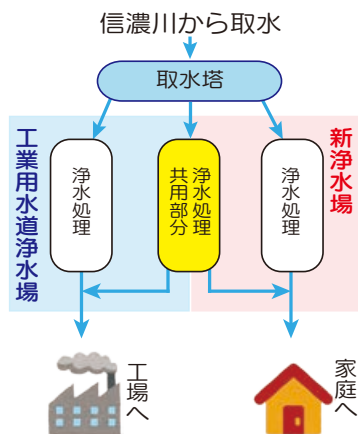 信濃川から取水
取水塔
工業用水道浄水場
浄水処理
浄水処理
共用部分
浄水処理
新浄水場
工場へ
家庭へ